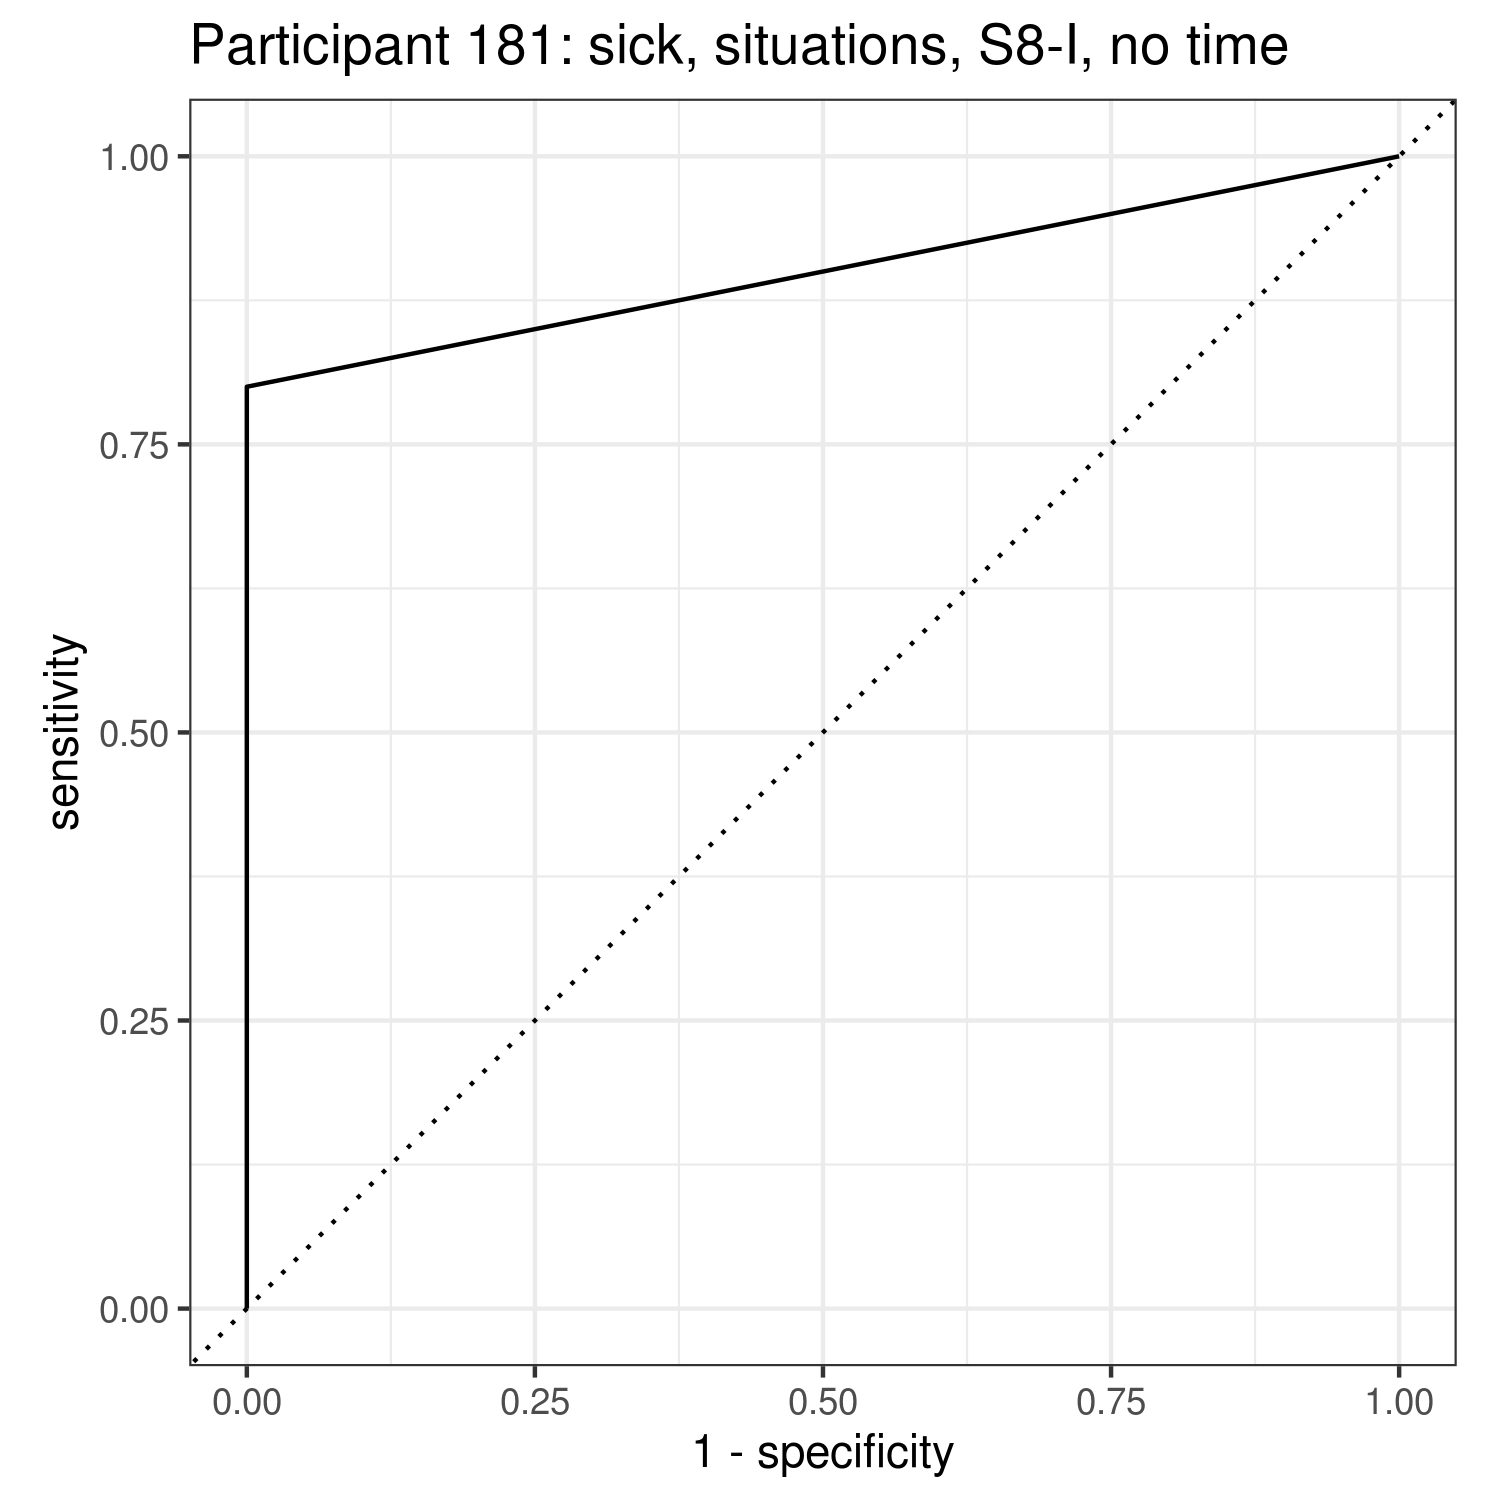 Participant 181: sick, situations, S8-I, no time
1.00
0.75
0.50
0.25
0.00
sensitivity
0.00 0.25 0.50 0.75 1.00
1 - specificity